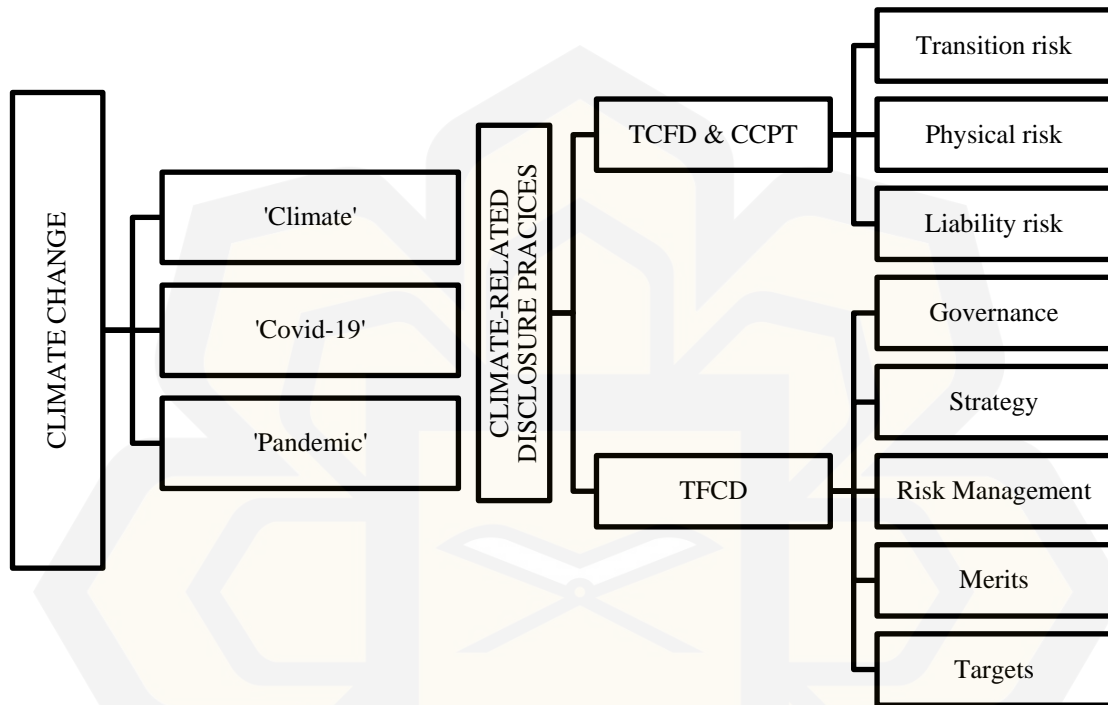 CLIMATE CHANGE
'Climate'
'Covid-19'
'Pandemic'
CLIMATE-RELATED
DISCLOSURE PRACICES
TCFD & CCPT
Transition risk
Physical risk
Liability risk
TFCD
Governance
Strategy
Risk Management
Merits
Targets